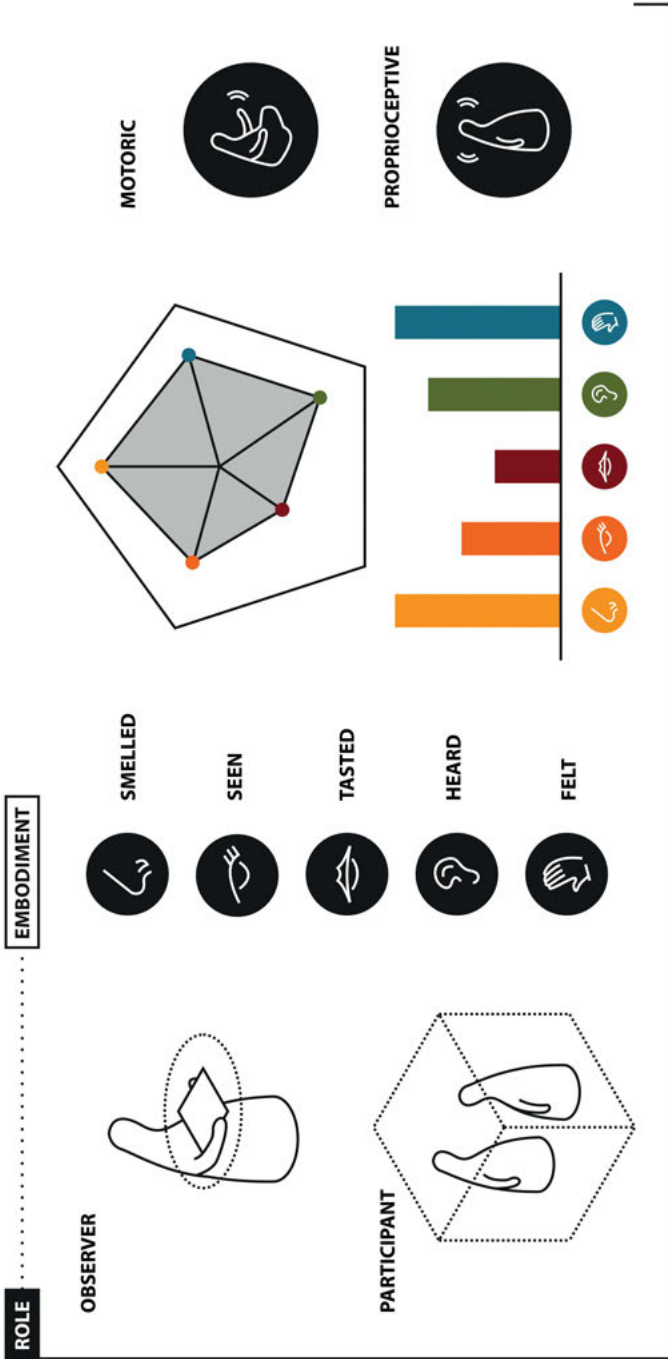 ROLE
EMBODIMENT
OBSERVER
PARTICIPANT
SMELLED
SEEN
TASTED
HEARD
FELT
MOTORIC
PROPRIOCEPTIVE